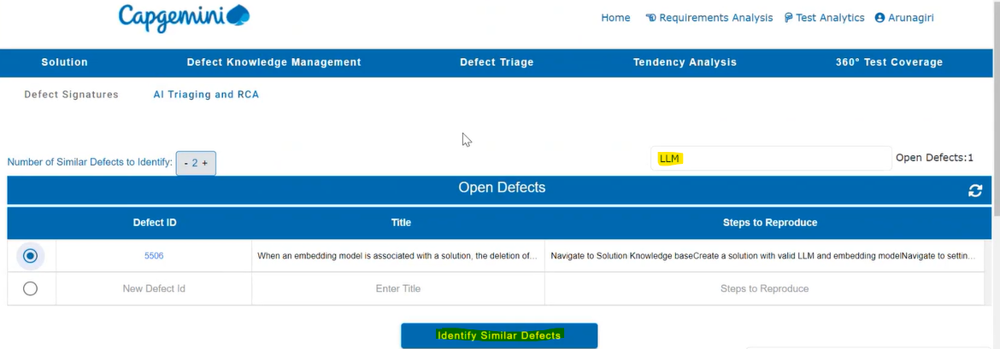 Capgemini
Home Requirements Analysis Test Analytics Arunagiri
Solution Defect Knowledge Management Defect Triage Tendency Analysis 360° Test Coverage
Defect Signatures AI Triaging and RCA
Number of Similar Defects to Identify: - 2 + LLM Open Defects:1
Open Defects
Defect ID Title Steps to Reproduce
5506 When an embedding model is associated with a solution, the deletion of... Navigate to Solution Knowledge baseCreate a solution with valid LLM and embedding modelNavigate to settin...
New Defect Id Enter Title Steps to Reproduce
Identify Similar Defects